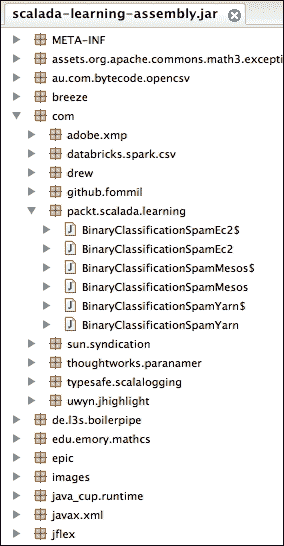 scalada-learning-assembly.jar
META-INF
assets.org.apache.commons.math3.excepti
au.com.bytecode.opencsv
breeze
com
adobe.xmp
databricks.spark.csv
drew
github.fommil
packt.scalada.learning
BinaryClassificationSpamEc2$
BinaryClassificationSpamEc2
BinaryClassificationSpamMesos$
BinaryClassificationSpamMesos
BinaryClassificationSpamYarn$
BinaryClassificationSpamYarn
sun.syndication
thoughtworks.paranamer
typesafe.scalalogging
uwyn.jhighlight
de.l3s.boilerpipe
edu.emory.mathcs
epic
images
java_cup.runtime
javax.xml
jflex